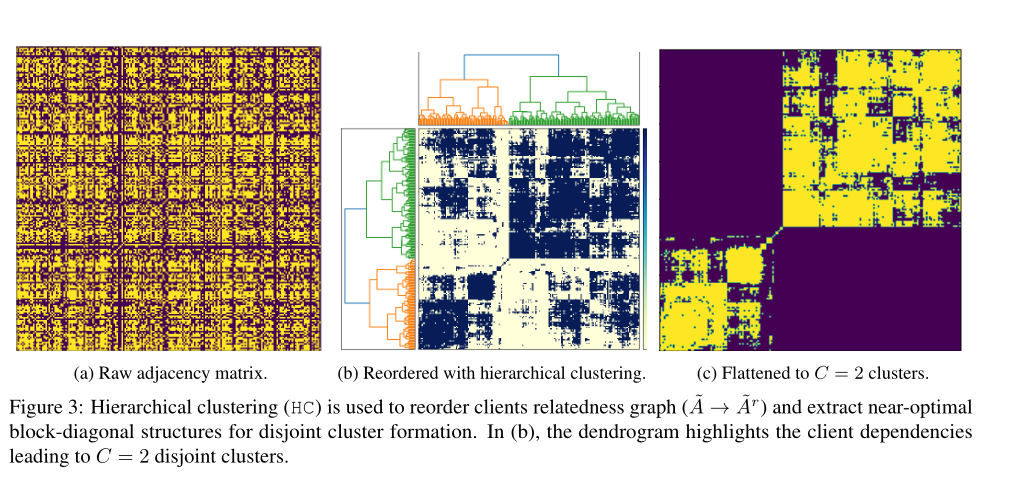 (a) Raw adjacency matrix.
(b) Reordered with hierarchical clustering.
(c) Flattened to C = 2 clusters.
Figure 3: Hierarchical clustering (HC) is used to reorder clients relatedness graph (Ã → Ãʳ) and extract near-optimal
block-diagonal structures for disjoint cluster formation. In (b), the dendrogram highlights the client dependencies
leading to C = 2 disjoint clusters.